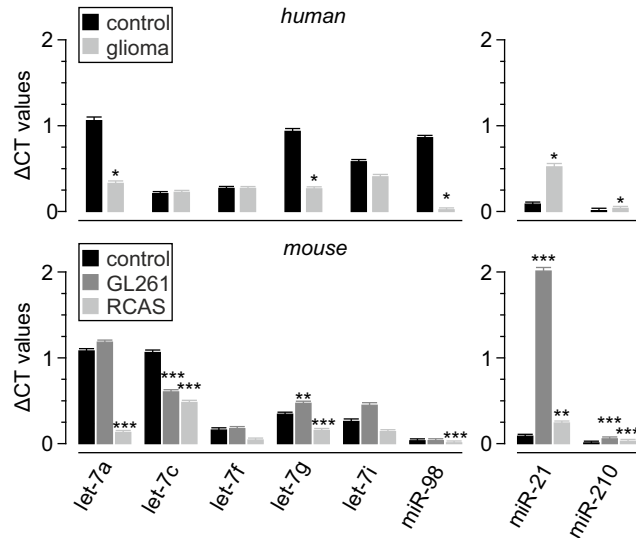 human
control
glioma
ΔCT values
2
1
0
*
*
*
2
1
0
*
*
mouse
control
GL261
RCAS
ΔCT values
2
1
0
***
***
***
**
***
***
2
1
0
***
**
***
***
let-7a
let-7c
let-7f
let-7g
let-7i
miR-98
miR-21
miR-210